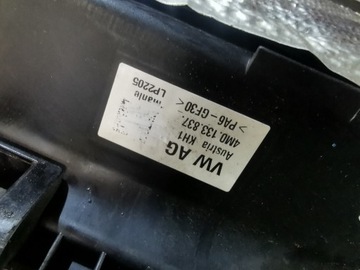 VW AG
Austria KH1
4M0.133.837.
> PA6-GF30 <
LP2205